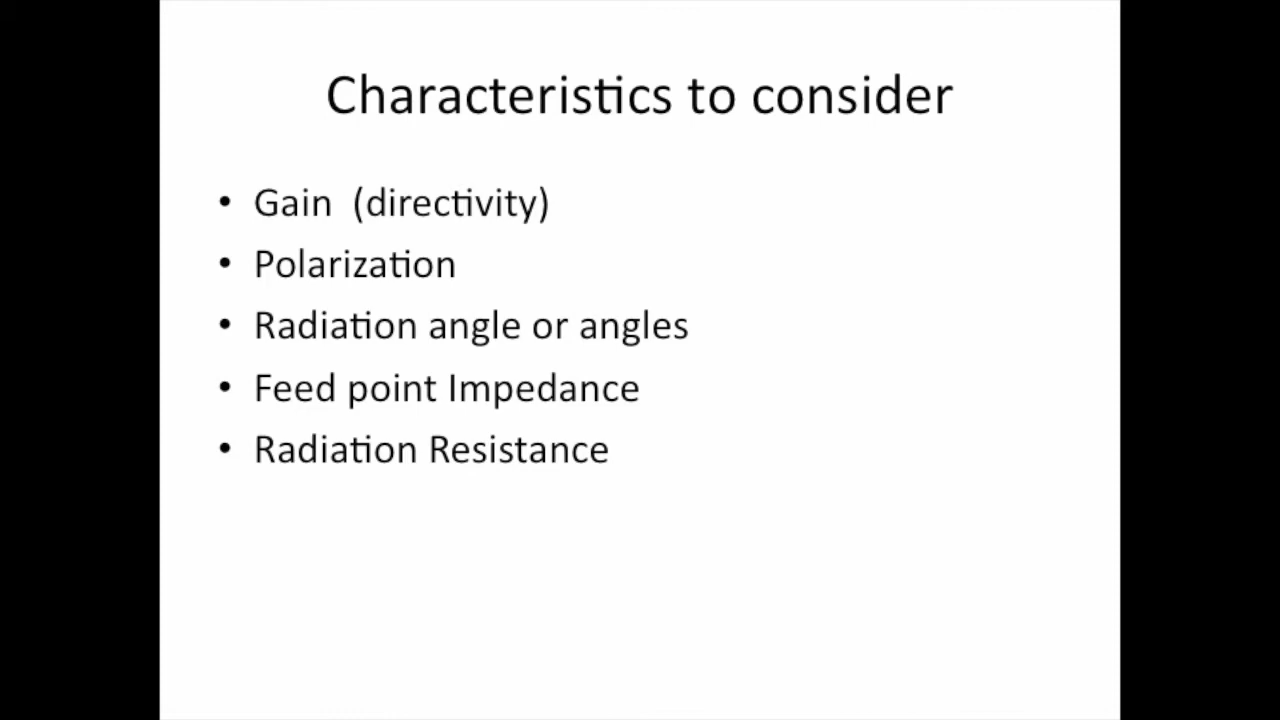 Characteristics to consider
• Gain  (directivity)
• Polarization
• Radiation angle or angles
• Feed point Impedance
• Radiation Resistance